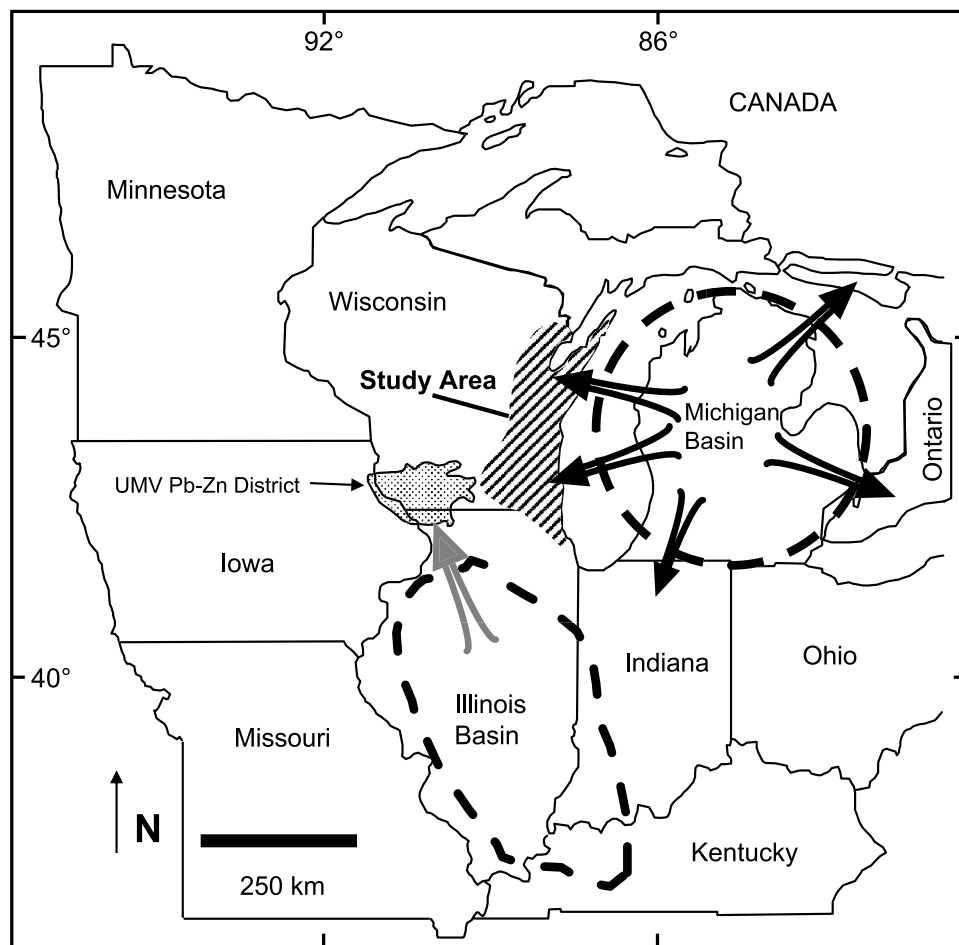 92°
86°
CANADA
Minnesota
Wisconsin
45°
Study Area
Michigan
Basin
Ontario
UMV Pb-Zn District
Iowa
Indiana
Ohio
40°
Illinois
Basin
Missouri
N
Kentucky
250 km